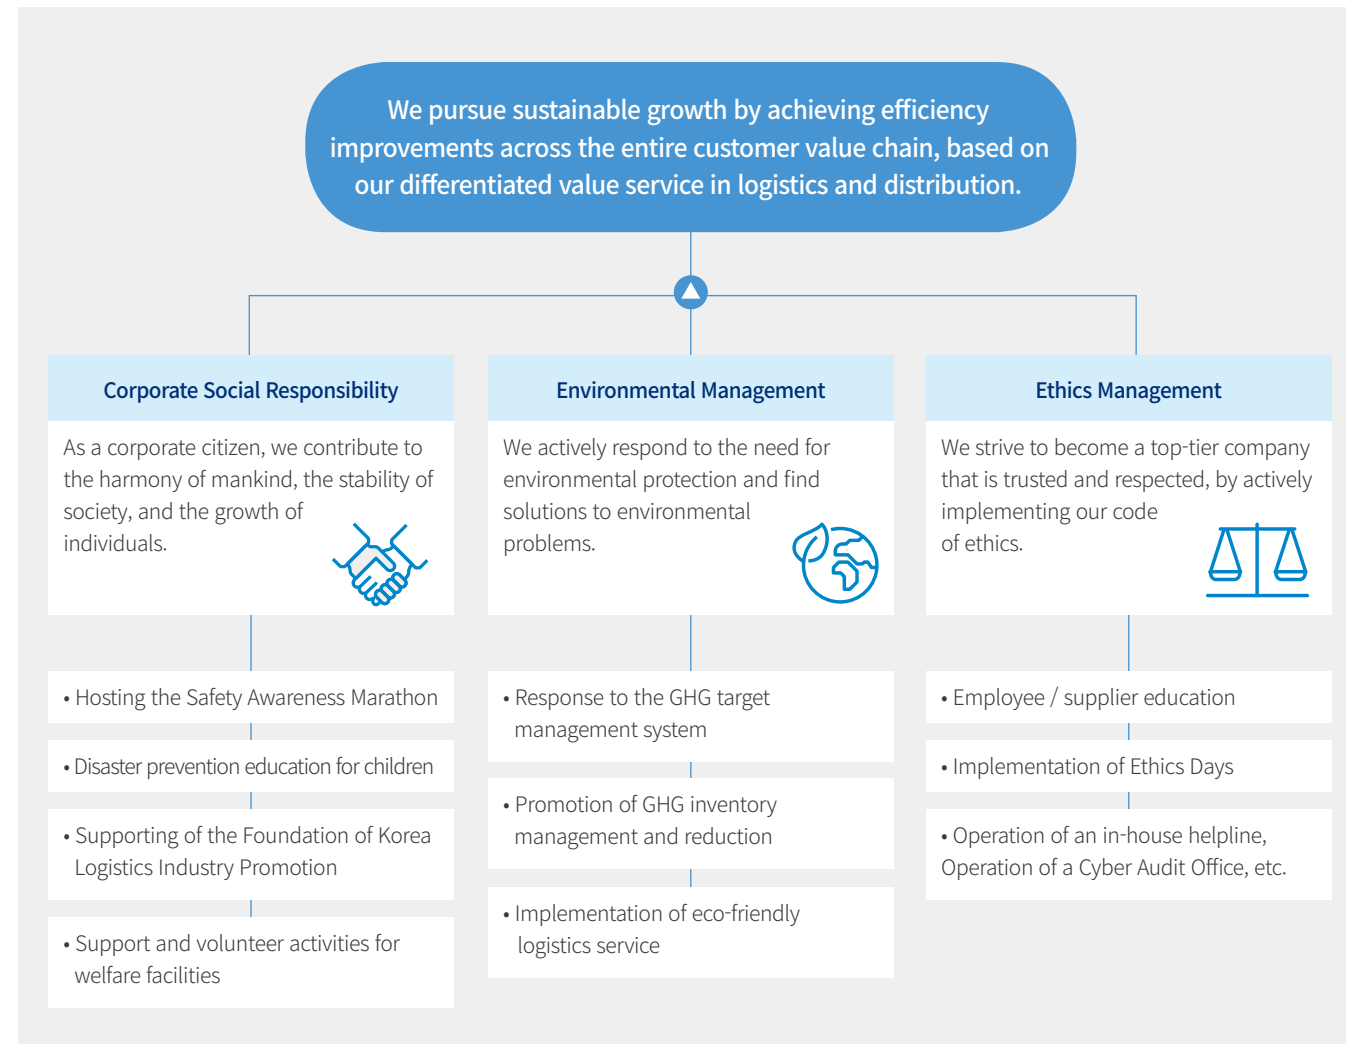 We pursue sustainable growth by achieving efficiency
improvements across the entire customer value chain, based on
our differentiated value service in logistics and distribution.
Corporate Social Responsibility
As a corporate citizen, we contribute to
the harmony of mankind, the stability of
society, and the growth of
individuals.
• Hosting the Safety Awareness Marathon
• Disaster prevention education for children
• Supporting of the Foundation of Korea
Logistics Industry Promotion
• Support and volunteer activities for
welfare facilities
Environmental Management
We actively respond to the need for
environmental protection and find
solutions to environmental
problems.
• Response to the GHG target
management system
• Promotion of GHG inventory
management and reduction
• Implementation of eco-friendly
logistics service
Ethics Management
We strive to become a top-tier company
that is trusted and respected, by actively
implementing our code
of ethics.
• Employee / supplier education
• Implementation of Ethics Days
• Operation of an in-house helpline,
Operation of a Cyber Audit Office, etc.